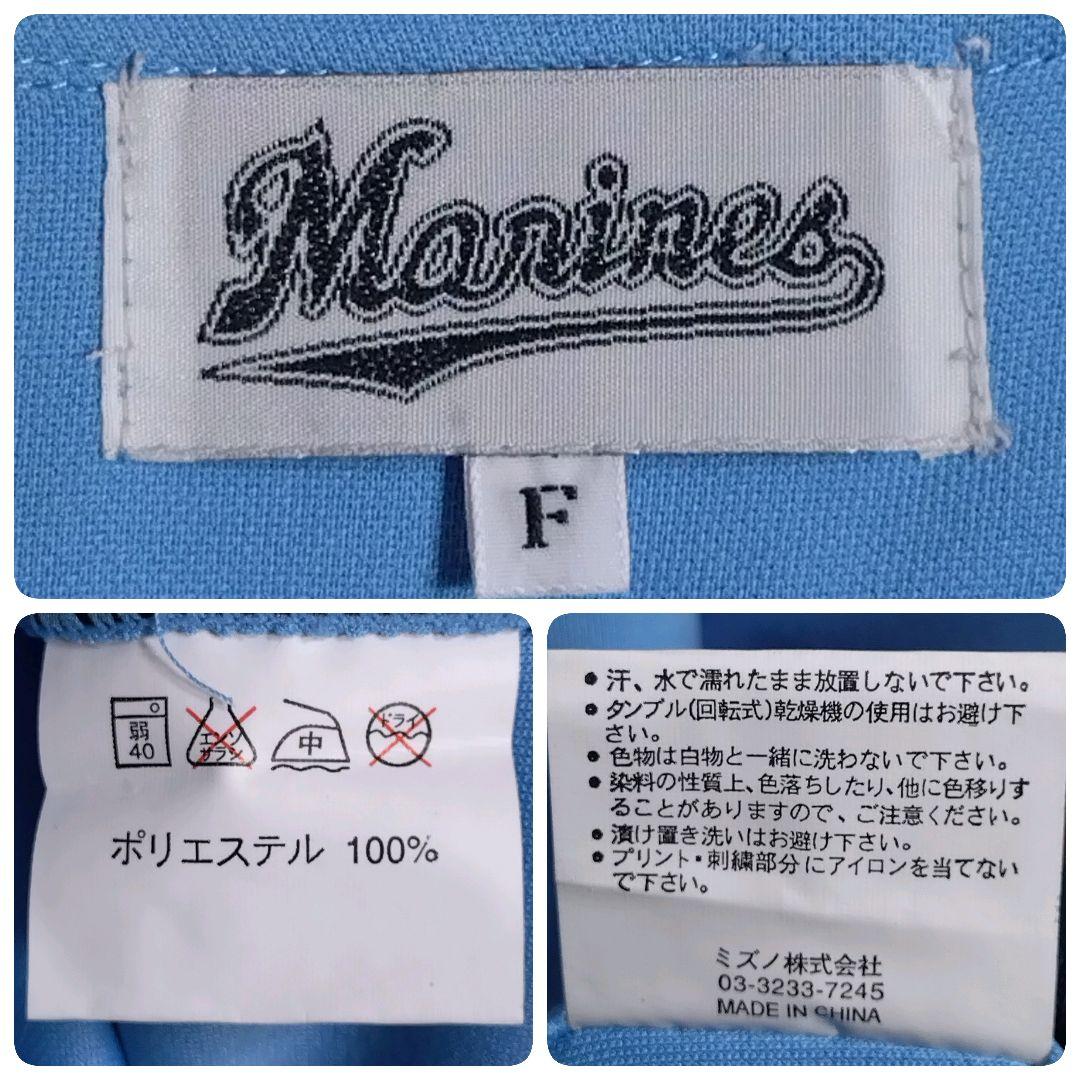 Marines
F
弱
40
エンソ
サラシ
中
ドライ
ポリエステル 100%
• 汗、水で濡れたまま放置しないで下さい。
• タンブル(回転式)乾燥機の使用はお避け下
さい。
• 色物は白物と一緒に洗わないで下さい。
• 染料の性質上、色落ちしたり、他に色移りす
ることがありますので、ご注意ください。
• 漬け置き洗いはお避け下さい。
• プリント・刺繍部分にアイロンを当てない
で下さい。
ミズノ株式会社
03-3233-7245
MADE IN CHINA